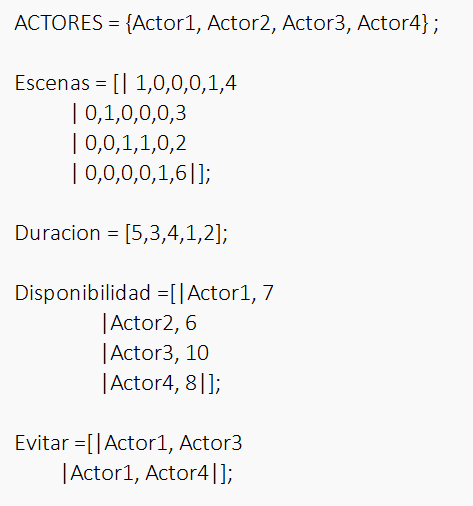 ACTORES = {Actor1, Actor2, Actor3, Actor4} ;
Escenas = [| 1,0,0,0,1,4
| 0,1,0,0,0,3
| 0,0,1,1,0,2
| 0,0,0,0,1,6|];
Duracion = [5,3,4,1,2];
Disponibilidad =[|Actor1, 7
|Actor2, 6
|Actor3, 10
|Actor4, 8|];
Evitar =[|Actor1, Actor3
|Actor1, Actor4|];